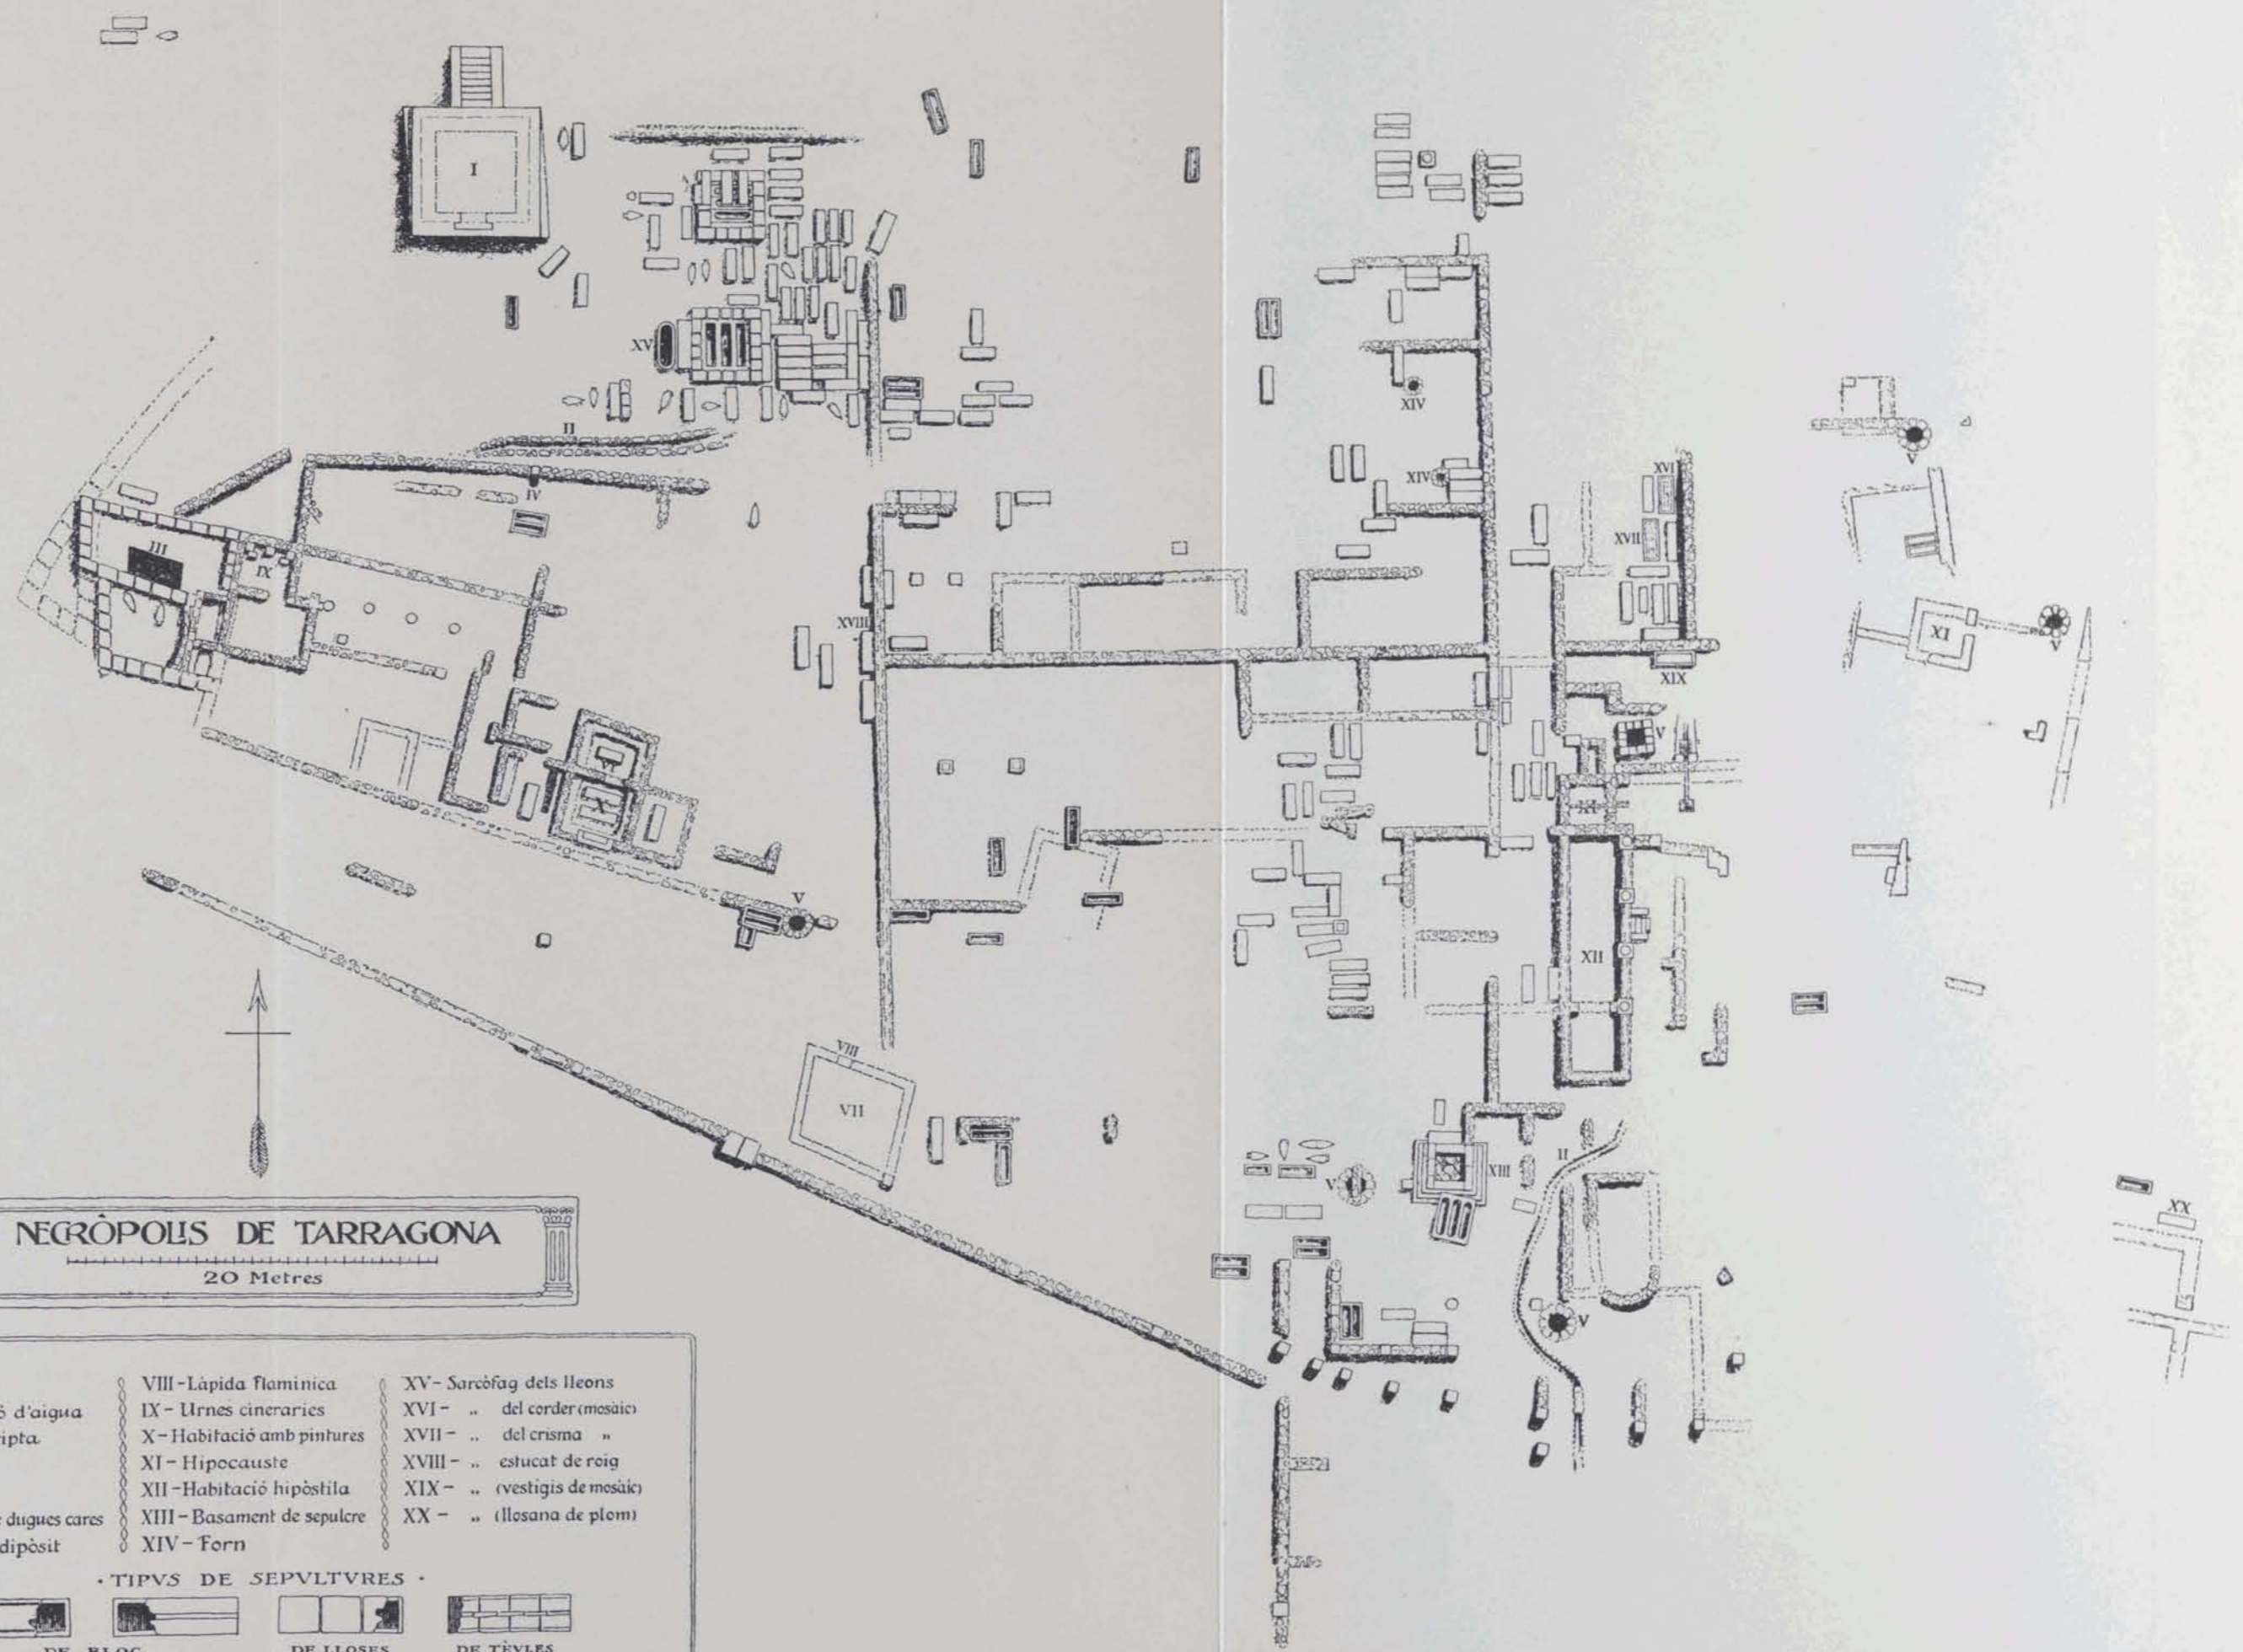 I
XV
II
IV
III
IX
XIV
XIV
XVI
XVII
XVIII
XIX
XI
V
V
V
X
V
XII
VIII
VII
XIII
II
V
V
XX
NECRÒPOLIS DE TARRAGONA
20 Metres
d'aigua
dugues cares
dipòsit
VIII - Làpida flaminica
IX - Urnes cineraries
X - Habitació amb pintures
XI - Hipocauste
XII - Habitació hipòstila
XIII - Basament de sepulcre
XIV - Forn
XV - Sarcòfag dels lleons
XVI - „ del corder (mosàic)
XVII - „ del crisma „
XVIII - „ estucat de roig
XIX - „ (vestigis de mosàic)
XX - „ (llosana de plom)
· TIPVS DE SEPVLTVRES ·
DE BLOC
DE LLOSES
DE TÈVLES